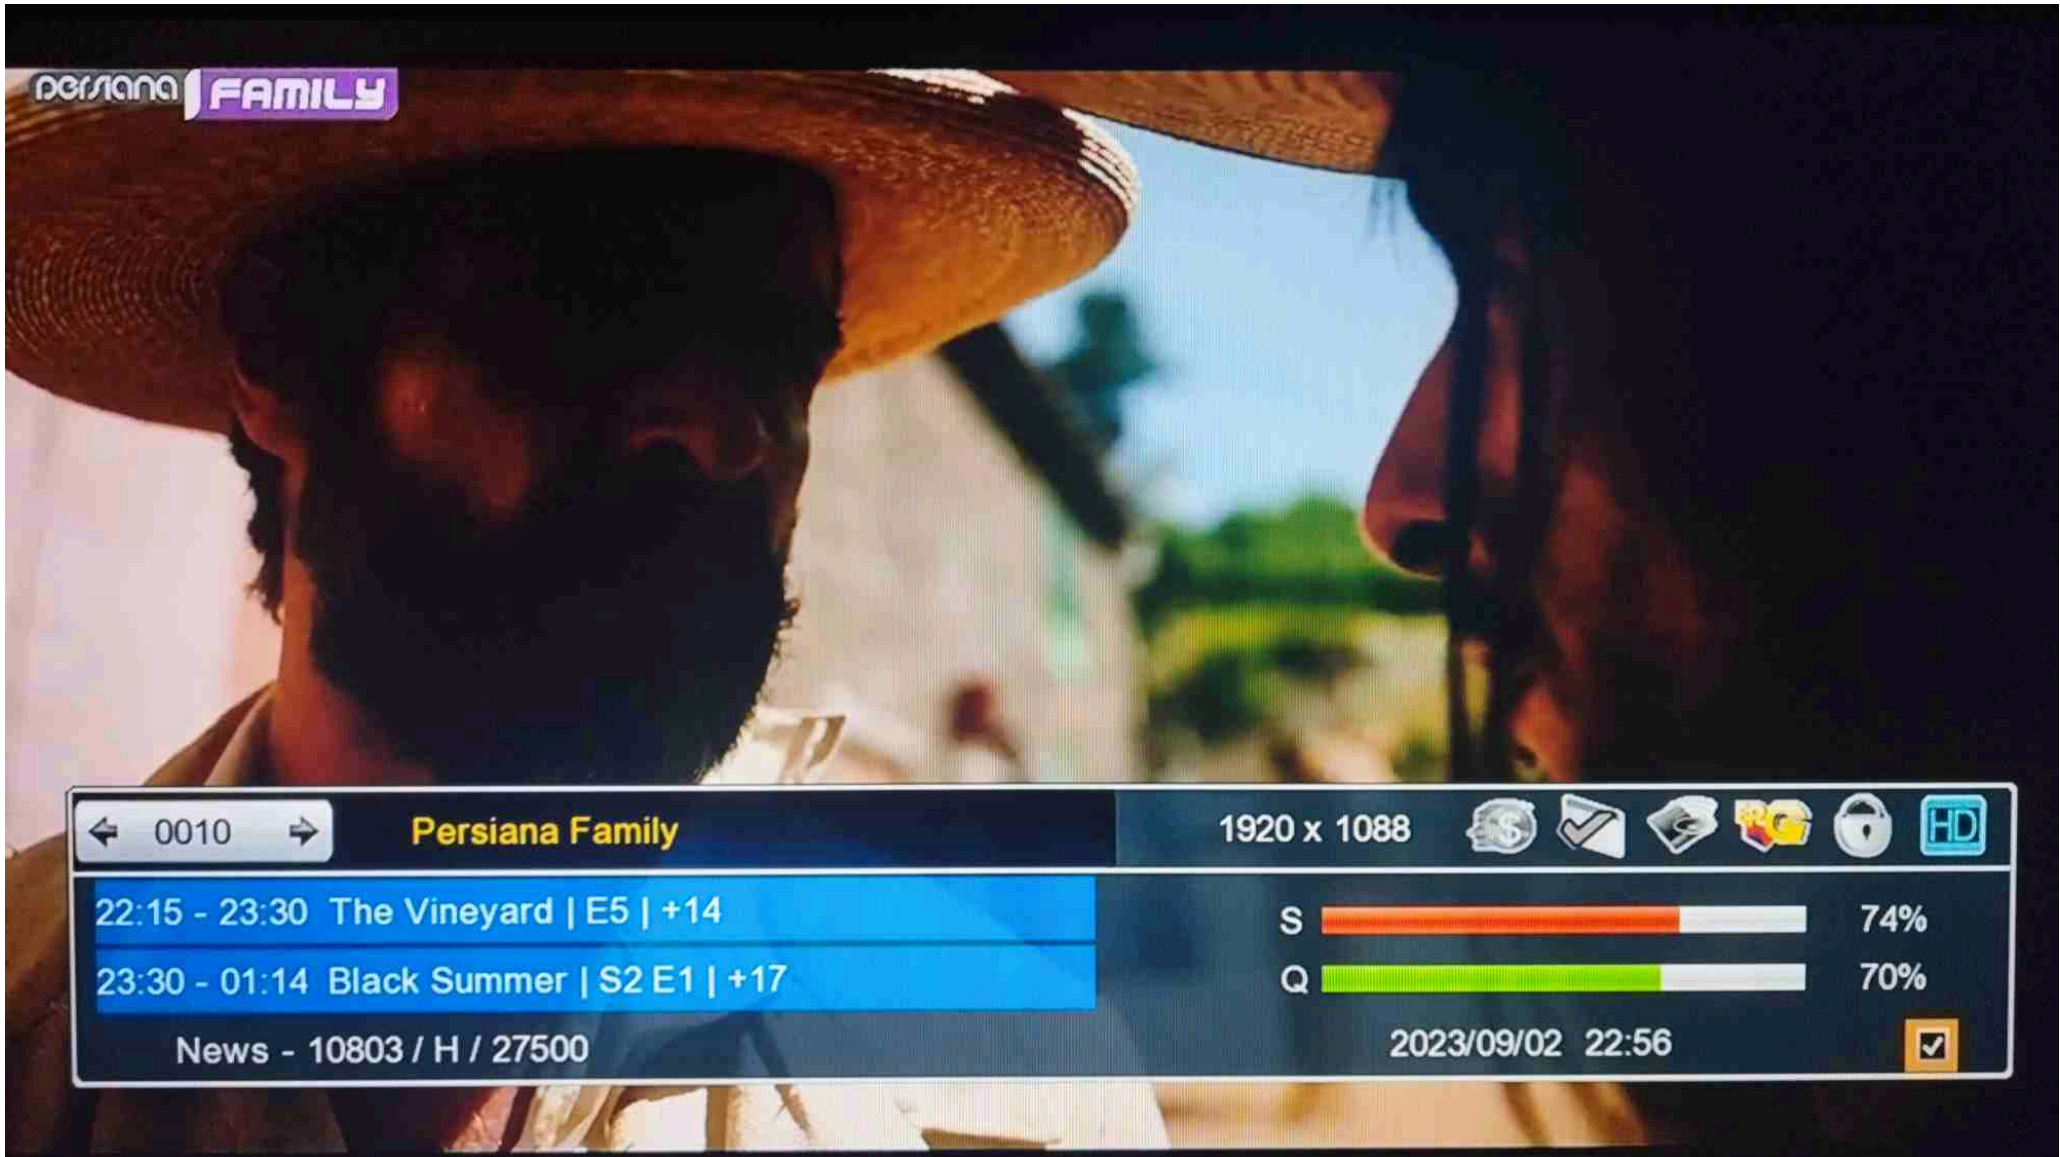 persiana FAMILY
0010 Persiana Family 1920 x 1088 HD
22:15 - 23:30 The Vineyard | E5 | +14
S 74%
23:30 - 01:14 Black Summer | S2 E1 | +17
Q 70%
News - 10803 / H / 27500
2023/09/02 22:56